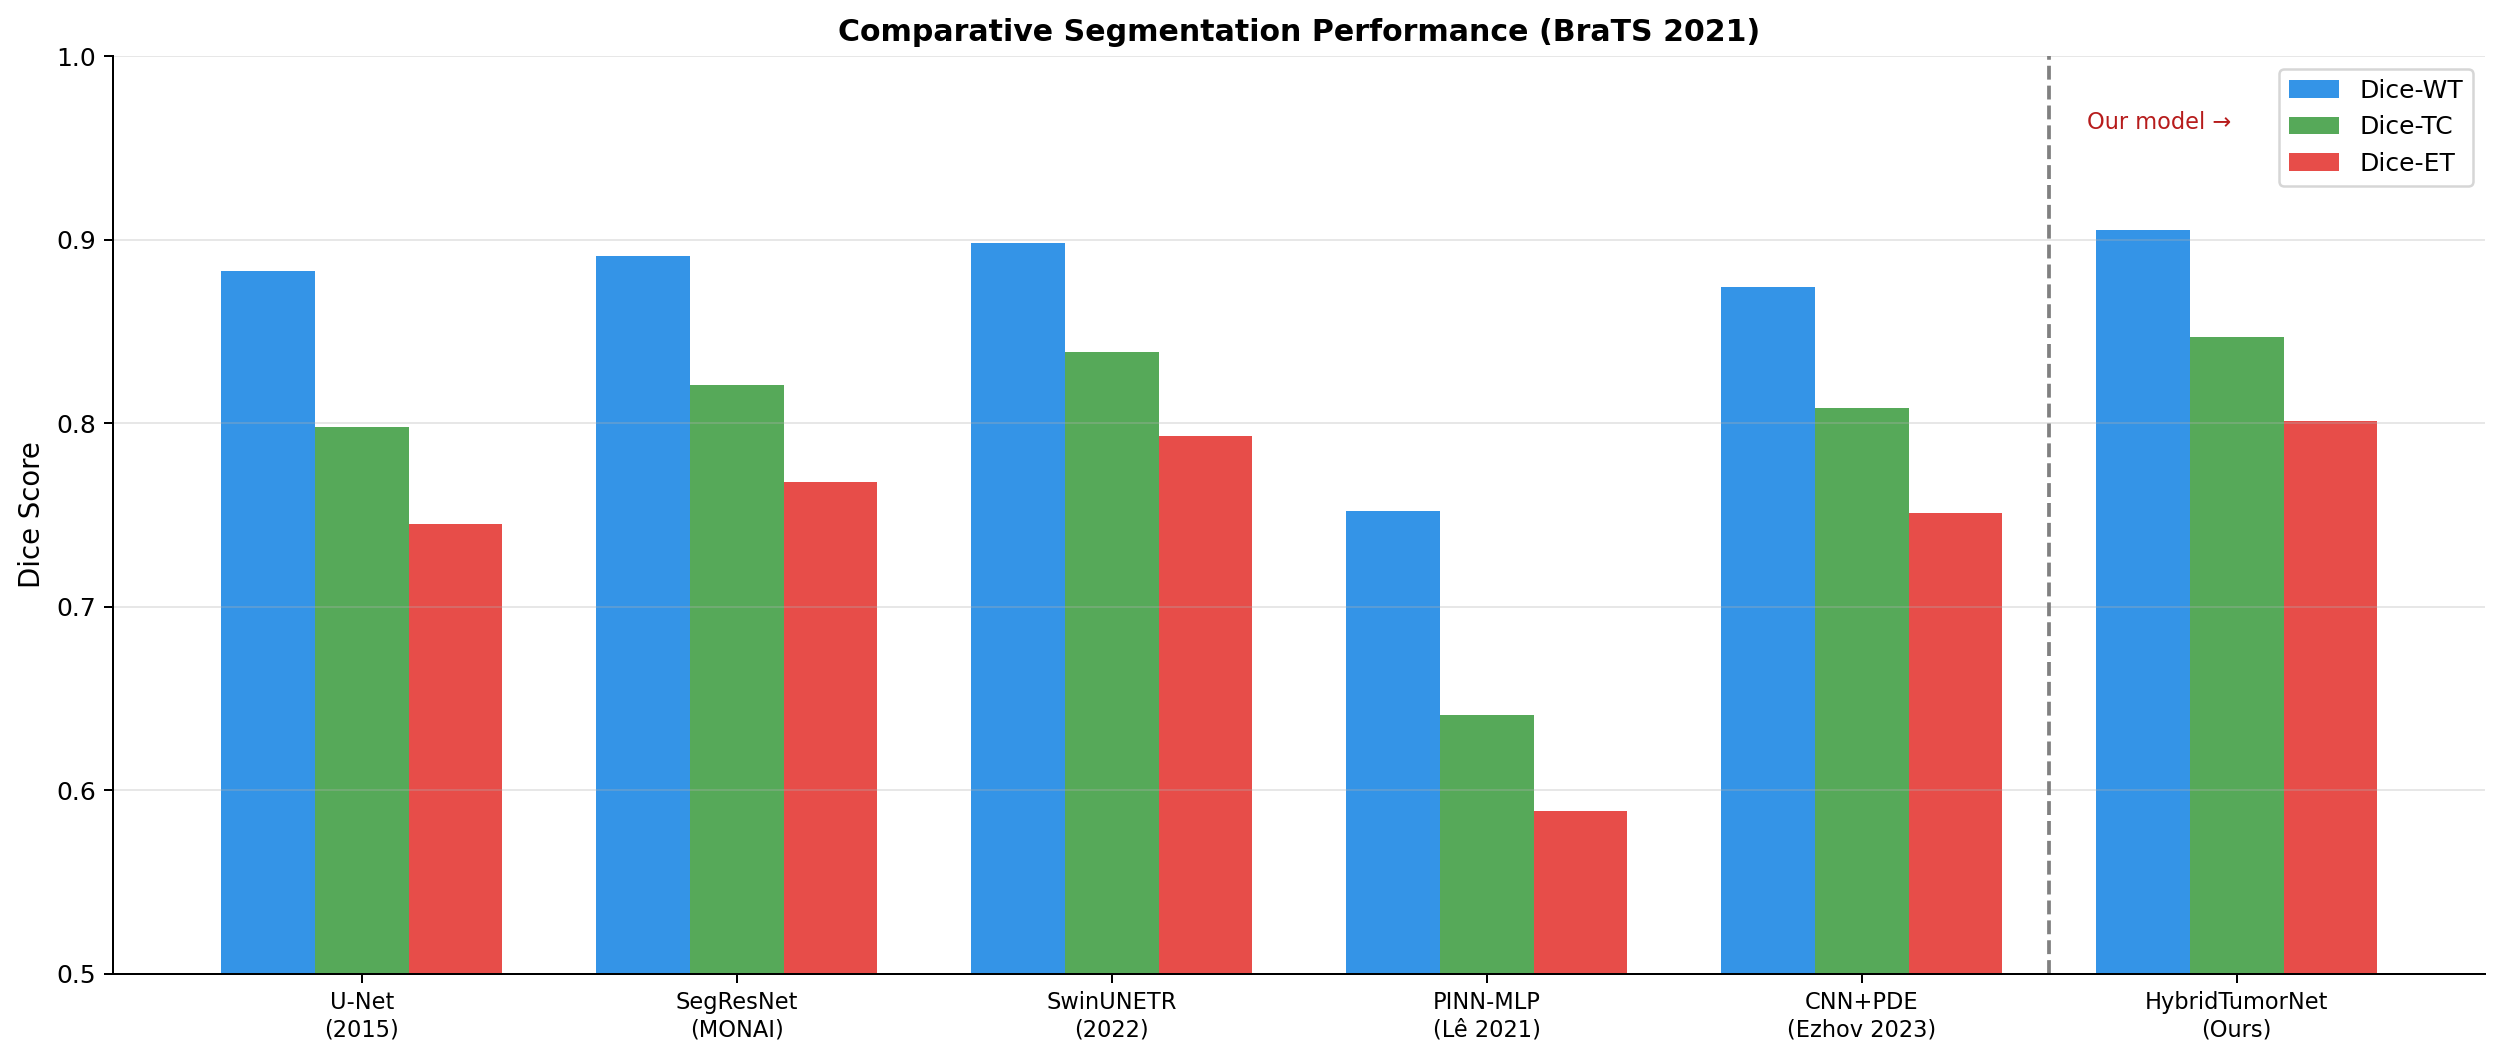 Comparative Segmentation Performance (BraTS 2021)
Dice Score
1.0
0.9
0.8
0.7
0.6
0.5
Our model →
Dice-WT
Dice-TC
Dice-ET
U-Net
(2015)
SegResNet
(MONAI)
SwinUNETR
(2022)
PINN-MLP
(Lê 2021)
CNN+PDE
(Ezhov 2023)
HybridTumorNet
(Ours)